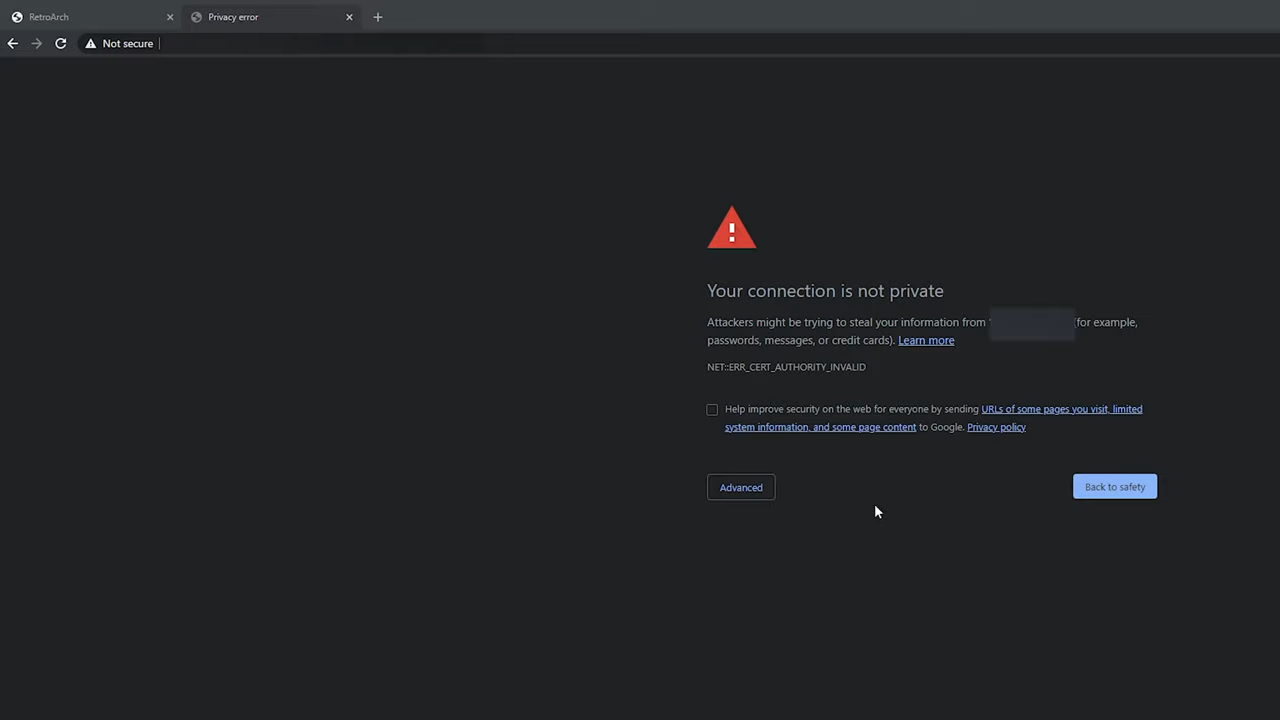 RetroArch
Privacy error
Not secure
Your connection is not private
Attackers might be trying to steal your information from (for example,
passwords, messages, or credit cards). Learn more
NET::ERR_CERT_AUTHORITY_INVALID
Help improve security on the web for everyone by sending URLs of some pages you visit, limited
system information, and some page content to Google. Privacy policy
Advanced
Back to safety